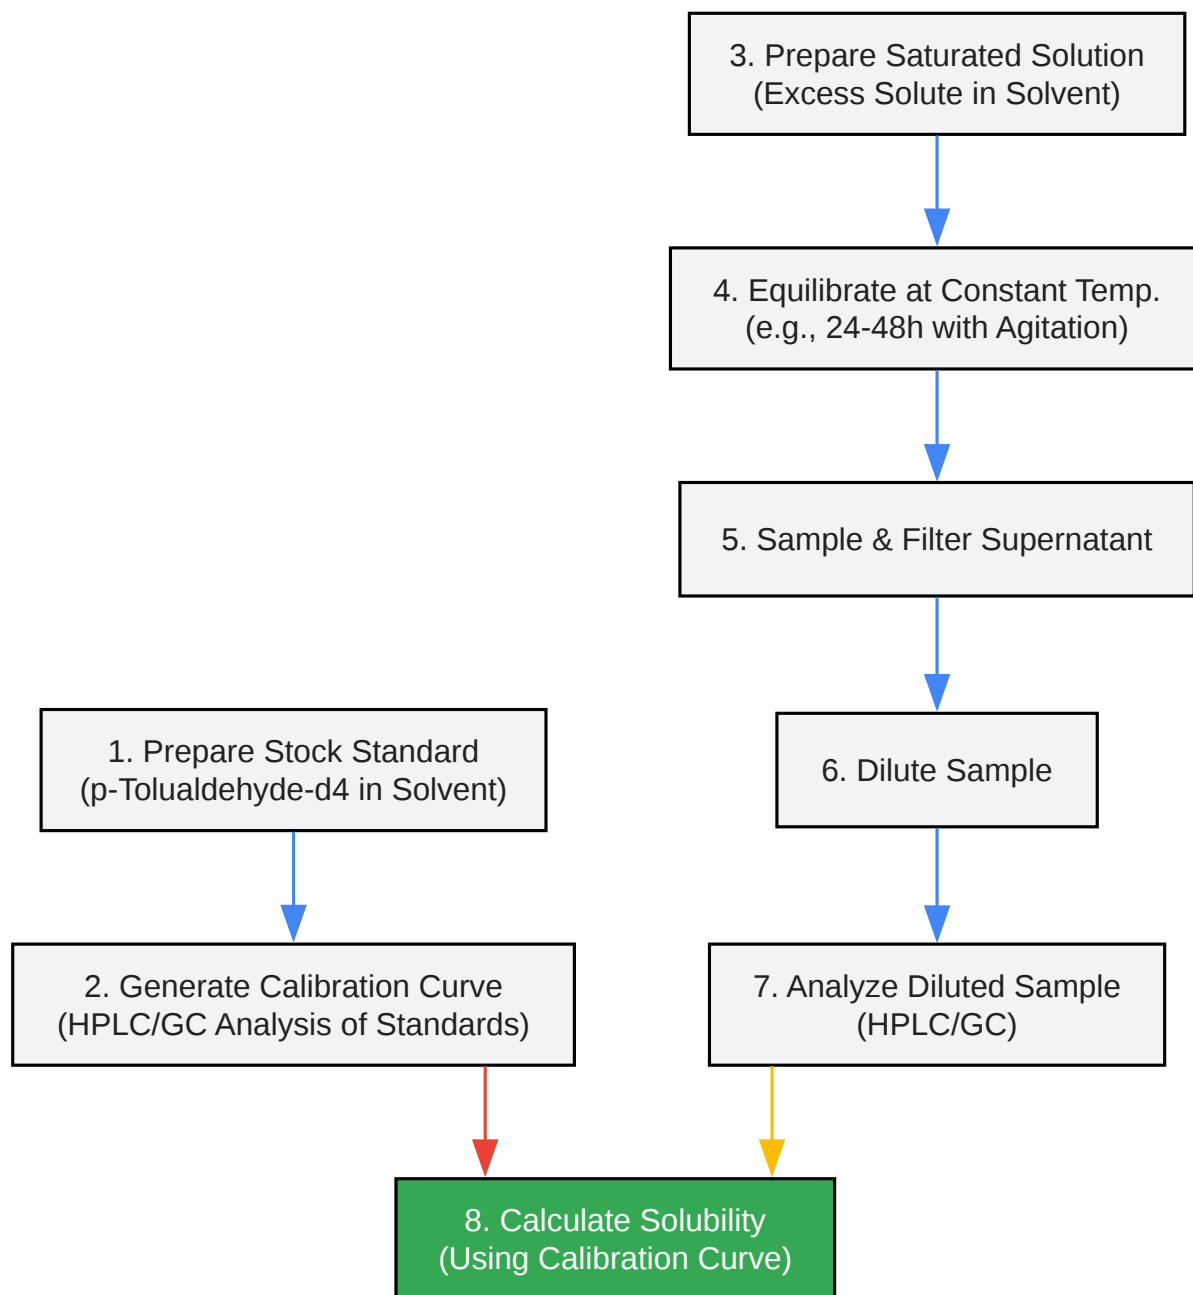 3. Prepare Saturated Solution
(Excess Solute in Solvent)
4. Equilibrate at Constant Temp.
(e.g., 24-48h with Agitation)
5. Sample & Filter Supernatant
1. Prepare Stock Standard
(p-Tolualdehyde-d4 in Solvent)
6. Dilute Sample
2. Generate Calibration Curve
(HPLC/GC Analysis of Standards)
7. Analyze Diluted Sample
(HPLC/GC)
8. Calculate Solubility
(Using Calibration Curve)